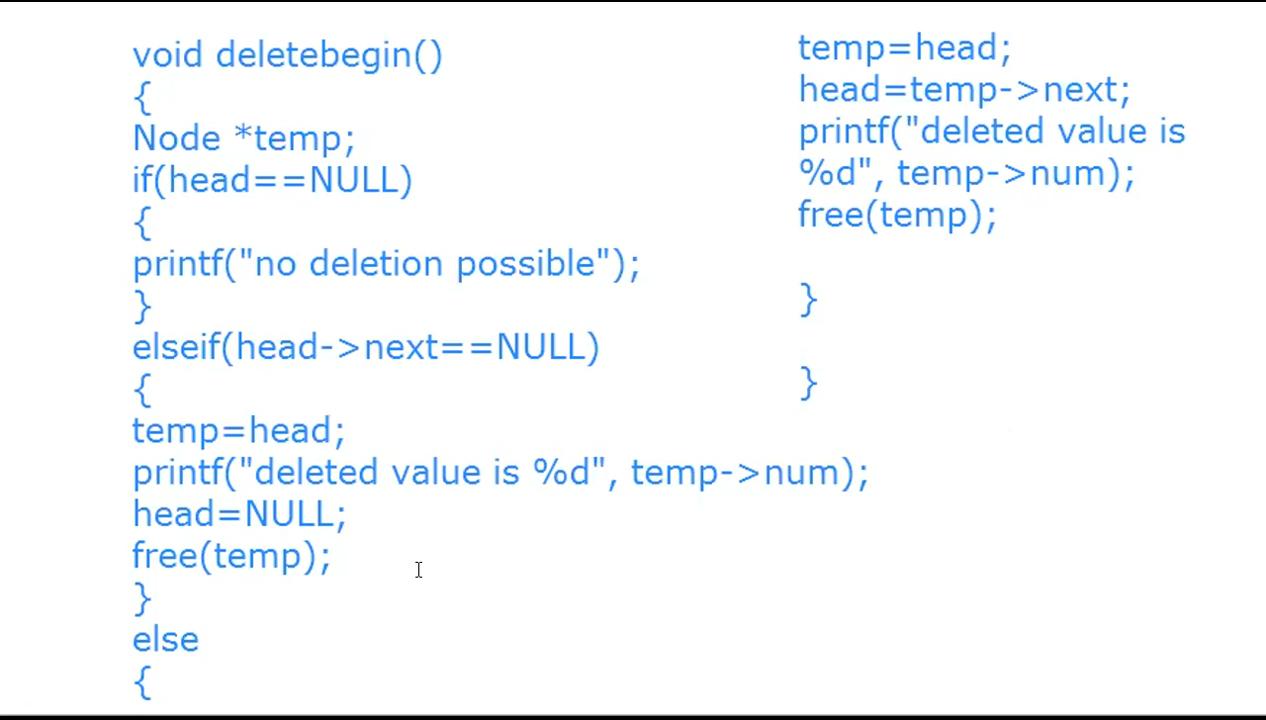 void deletebegin()
{
Node *temp;
if(head==NULL)
{
printf("no deletion possible");
}
elseif(head->next==NULL)
{
temp=head;
printf("deleted value is %d", temp->num);
head=NULL;
free(temp);
}
else
{
temp=head;
head=temp->next;
printf("deleted value is
%d", temp->num);
free(temp);
}
}